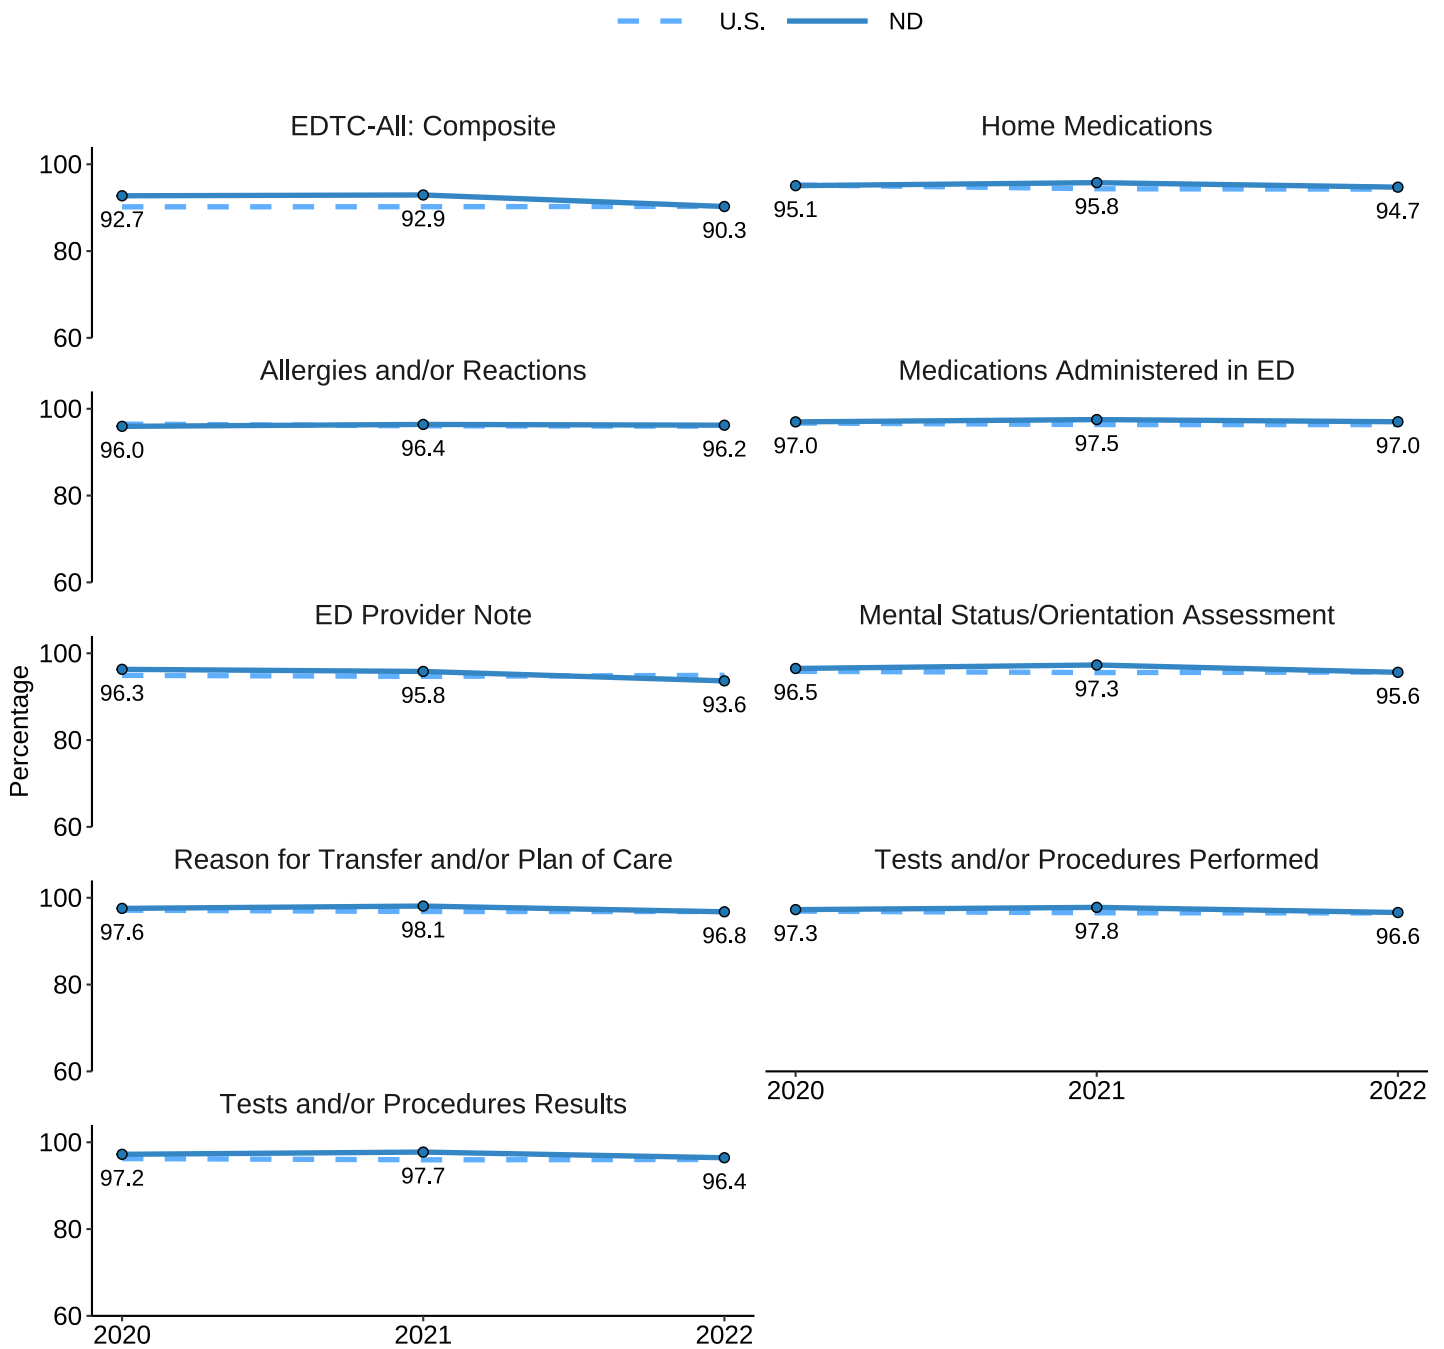 U.S. ND
EDTC-All: Composite
Home Medications
100
80
60
92.7 92.9 90.3
95.1 95.8 94.7
Allergies and/or Reactions
Medications Administered in ED
100
80
60
96.0 96.4 96.2
97.0 97.5 97.0
ED Provider Note
Mental Status/Orientation Assessment
100
80
60
96.3 95.8 93.6
96.5 97.3 95.6
Percentage
Reason for Transfer and/or Plan of Care
Tests and/or Procedures Performed
100
80
60
97.6 98.1 96.8
97.3 97.8 96.6
2020 2021 2022
Tests and/or Procedures Results
100
80
60
97.2 97.7 96.4
2020 2021 2022